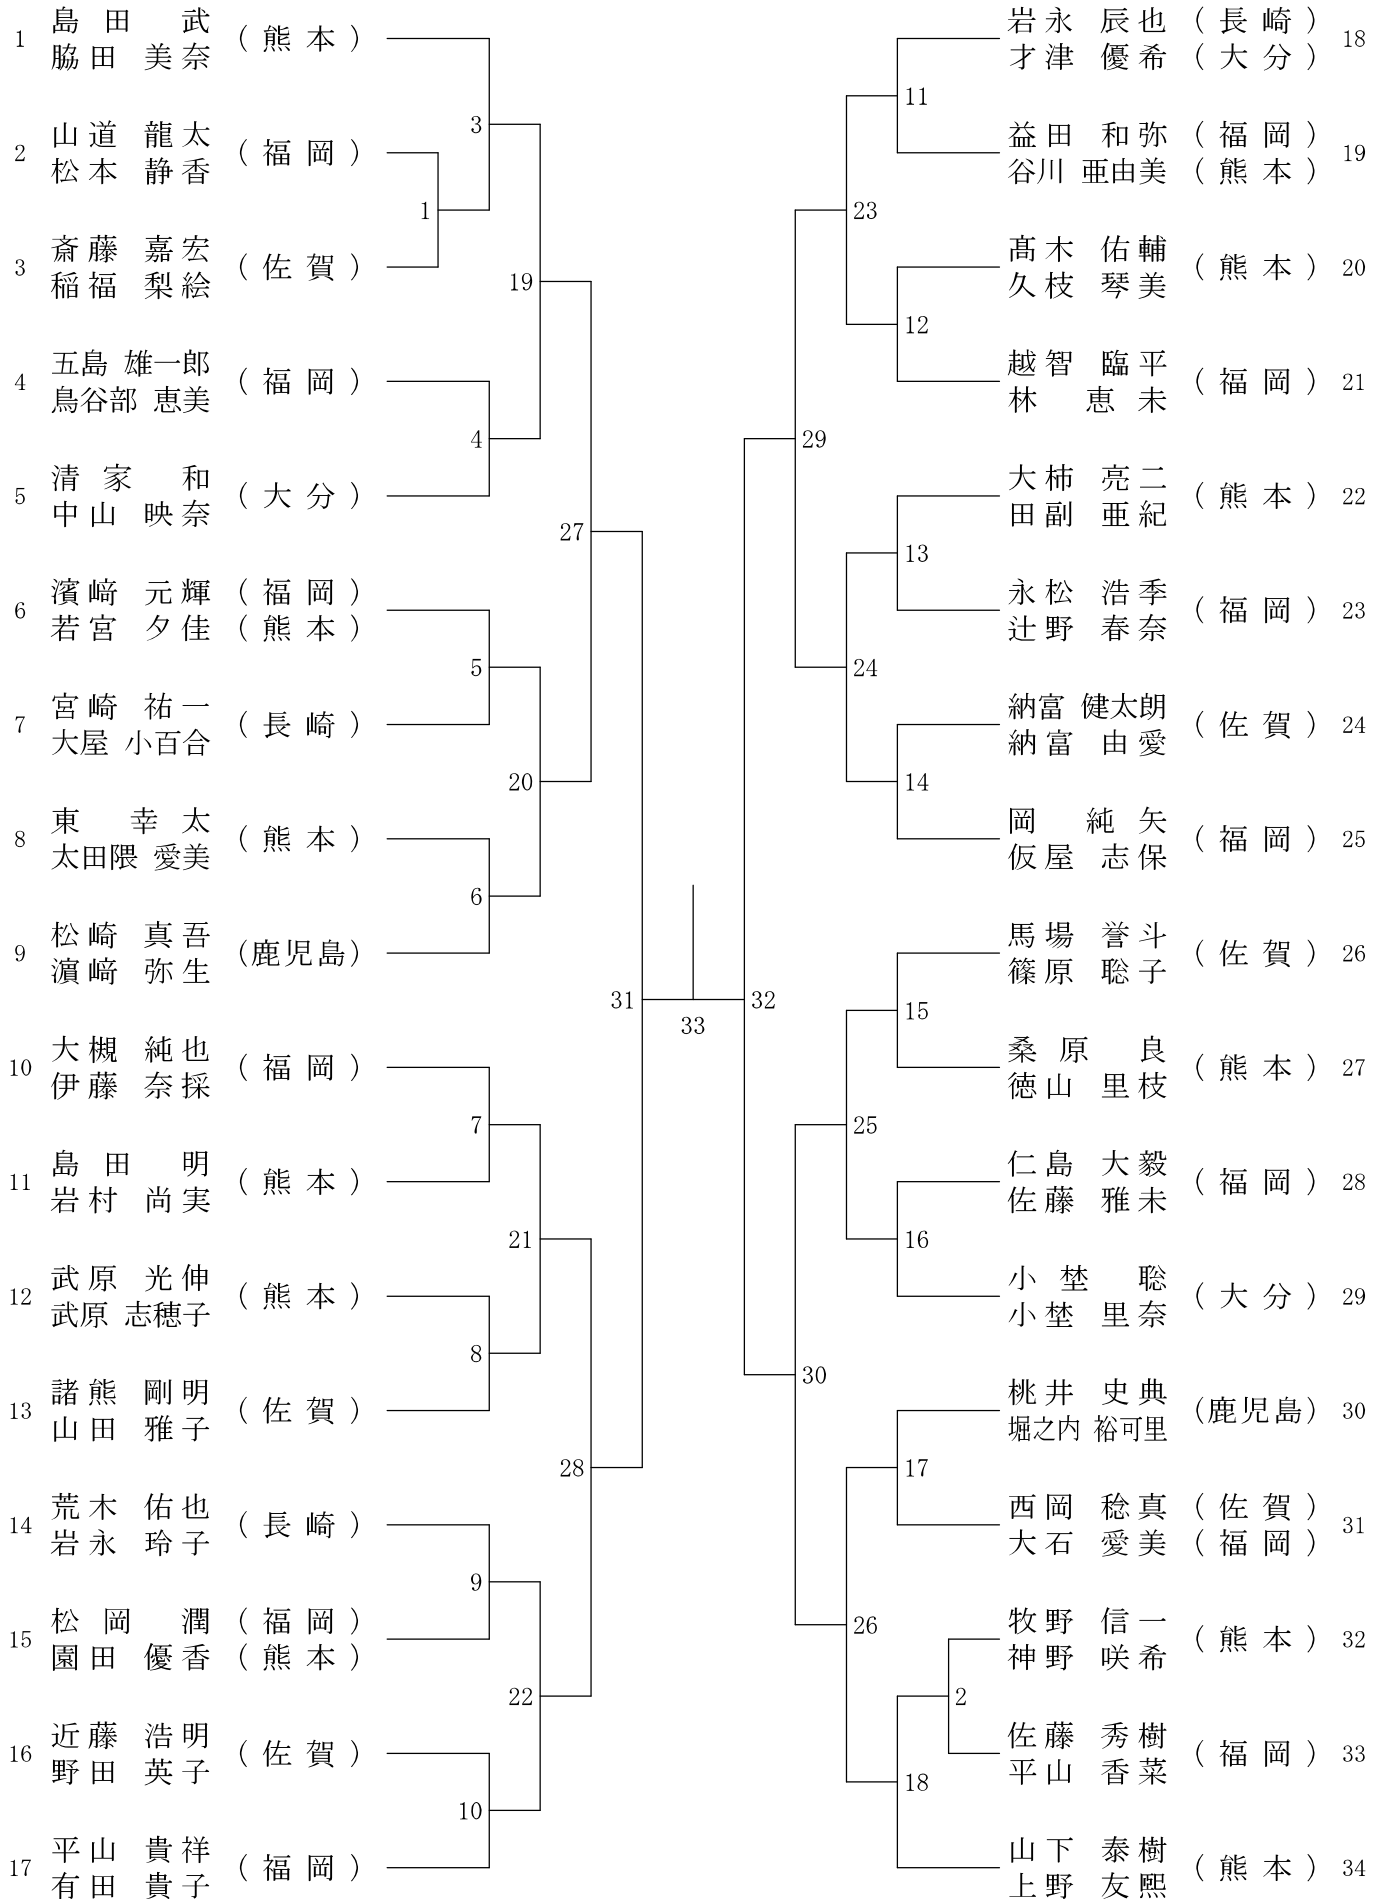 1 島田 武 (熊本)
脇田 美奈
2 山道 龍太 (福岡)
松本 静香
3 斎藤 嘉宏 (佐賀)
稲福 梨絵
4 五島 雄一郎 (福岡)
鳥谷部 恵美
5 清家 和 (大分)
中山 映奈
6 濱﨑 元輝 (福岡)
若宮 夕佳 (熊本)
7 宮崎 祐一 (長崎)
大屋 小百合
8 東 幸太 (熊本)
太田隈 愛美
9 松崎 真吾 (鹿児島)
濵﨑 弥生
10 大槻 純也 (福岡)
伊藤 奈採
11 島田 明 (熊本)
岩村 尚実
12 武原 光伸 (熊本)
武原 志穂子
13 諸熊 剛明 (佐賀)
山田 雅子
14 荒木 佑也 (長崎)
岩永 玲子
15 松岡 潤 (福岡)
園田 優香 (熊本)
16 近藤 浩明 (佐賀)
野田 英子
17 平山 貴祥 (福岡)
有田 貴子
3
1
19
4
27
5
20
6
31
7
21
8
28
9
22
10
33
32
11
23
12
29
13
24
14
15
25
16
30
17
26
2
18
岩永 辰也 (長崎) 18
才津 優希 (大分)
益田 和弥 (福岡) 19
谷川 亜由美 (熊本)
髙木 佑輔 (熊本) 20
久枝 琴美
越智 臨平 (福岡) 21
林 恵未
大柿 亮二 (熊本) 22
田副 亜紀
永松 浩季 (福岡) 23
辻野 春奈
納富 健太朗 (佐賀) 24
納富 由愛
岡 純矢 (福岡) 25
仮屋 志保
馬場 誉斗 (佐賀) 26
篠原 聡子
桑原 良 (熊本) 27
徳山 里枝
仁島 大毅 (福岡) 28
佐藤 雅未
小埜 聡 (大分) 29
小埜 里奈
桃井 史典 (鹿児島) 30
堀之内 裕可里
西岡 稔真 (佐賀) 31
大石 愛美 (福岡)
牧野 信一 (熊本) 32
神野 咲希
佐藤 秀樹 (福岡) 33
平山 香菜
山下 泰樹 (熊本) 34
上野 友熙